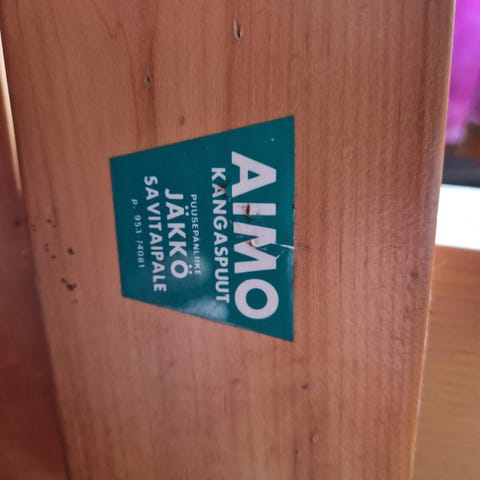 AIMO
KANGASPUUT
PUUSEPÄNLIIKE
JÄKKÖ
SAVITAIPALE
P. 953-74081